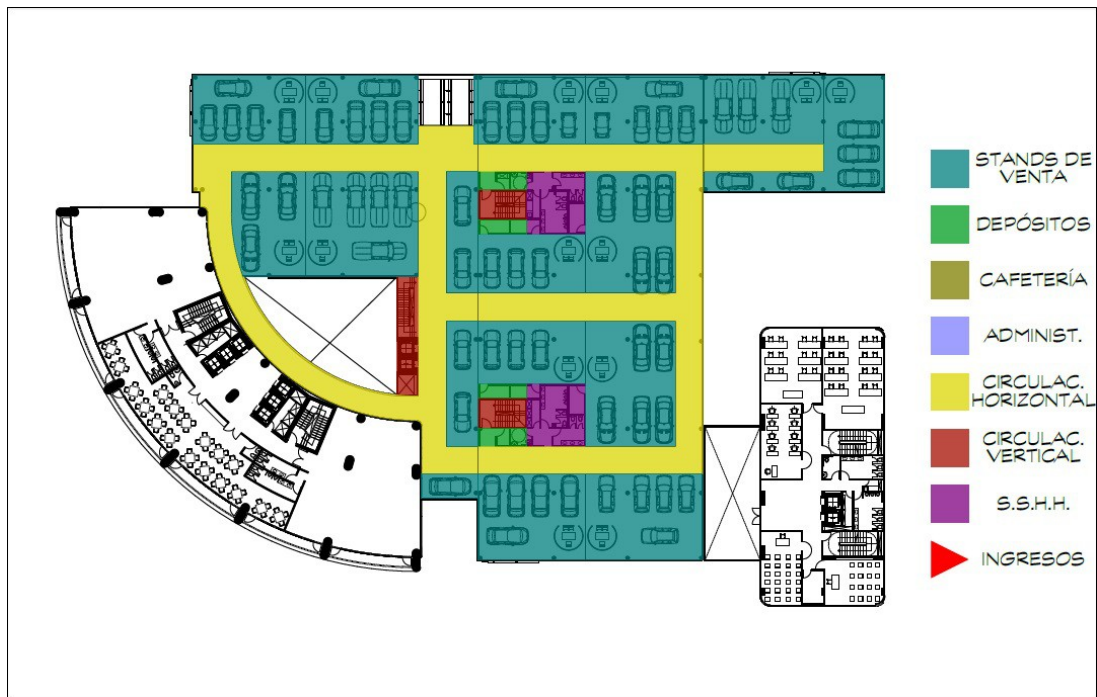 STANDS DE
VENTA
DEPÓSITOS
CAFETERÍA
ADMINIST.
CIRCULAC.
HORIZONTAL
CIRCULAC.
VERTICAL
S.S.H.H.
INGRESOS